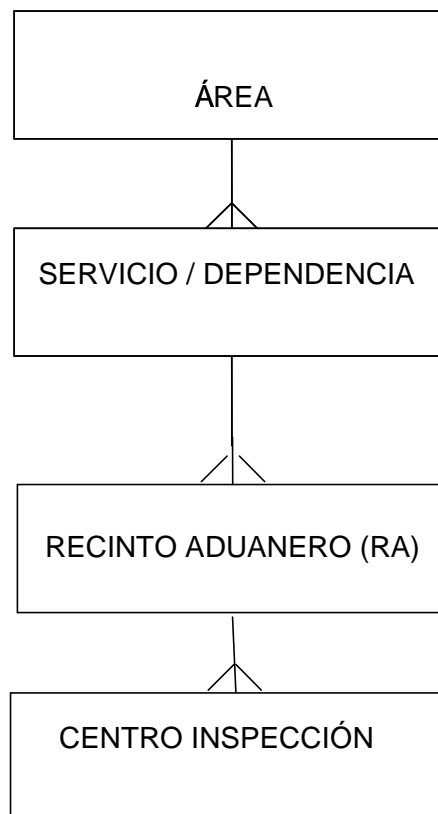 ÁREA
SERVICIO / DEPENDENCIA
RECINTO ADUANERO (RA)
CENTRO INSPECCIÓN